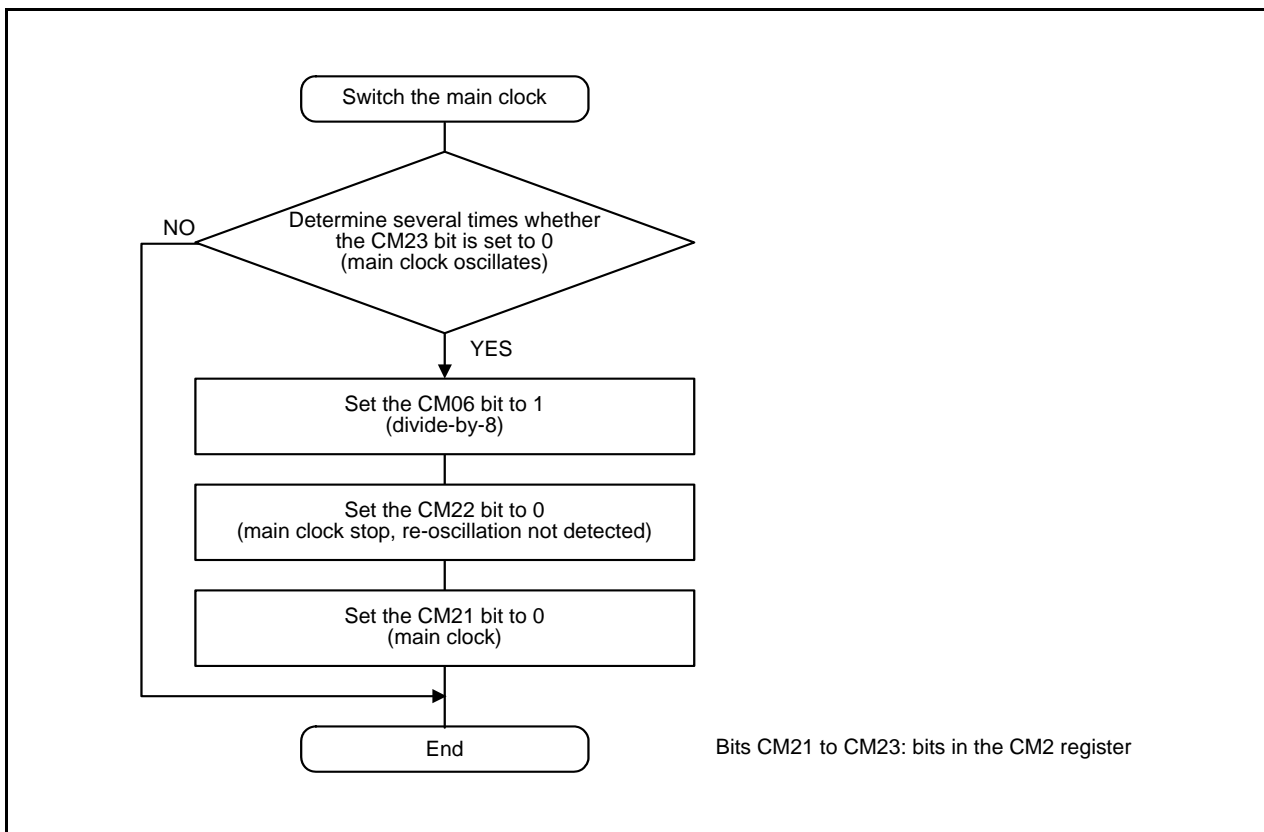 Switch the main clock
NO
Determine several times whether
the CM23 bit is set to 0
(main clock oscillates)
YES
Set the CM06 bit to 1
(divide-by-8)
Set the CM22 bit to 0
(main clock stop, re-oscillation not detected)
Set the CM21 bit to 0
(main clock)
End
Bits CM21 to CM23: bits in the CM2 register